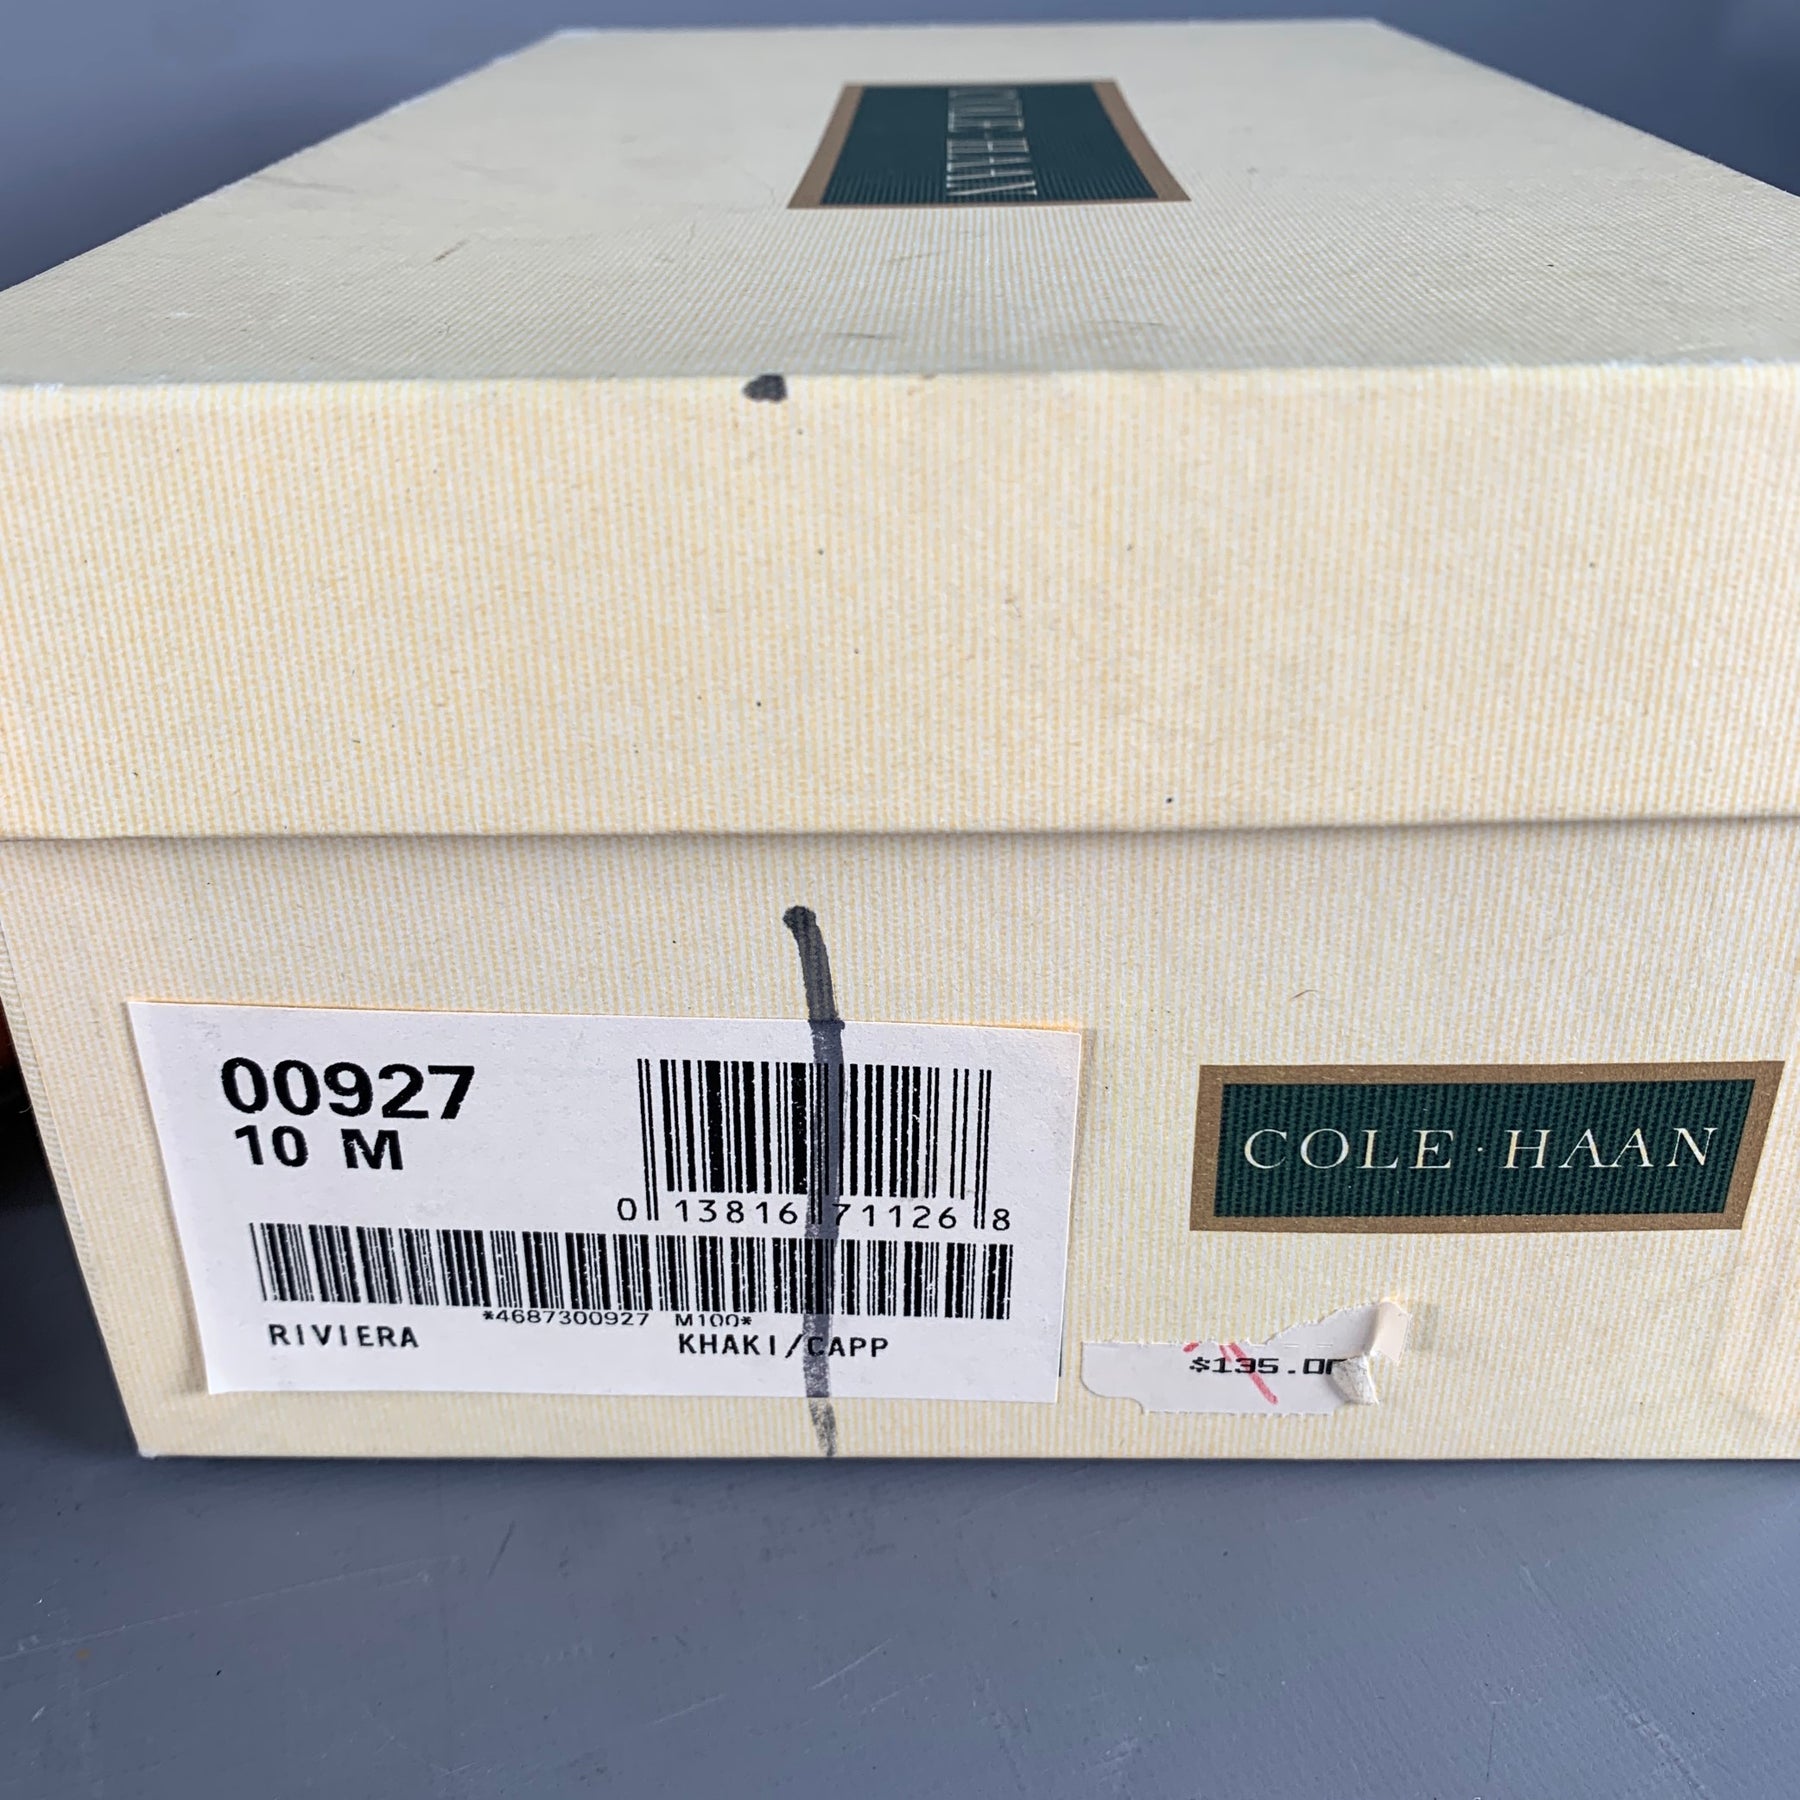 COLE · HAAN
00927
10 M
0 13816 71126 8
*4687300927 M100*
RIVIERA KHAKI/CAPP
COLE · HAAN
$135.00